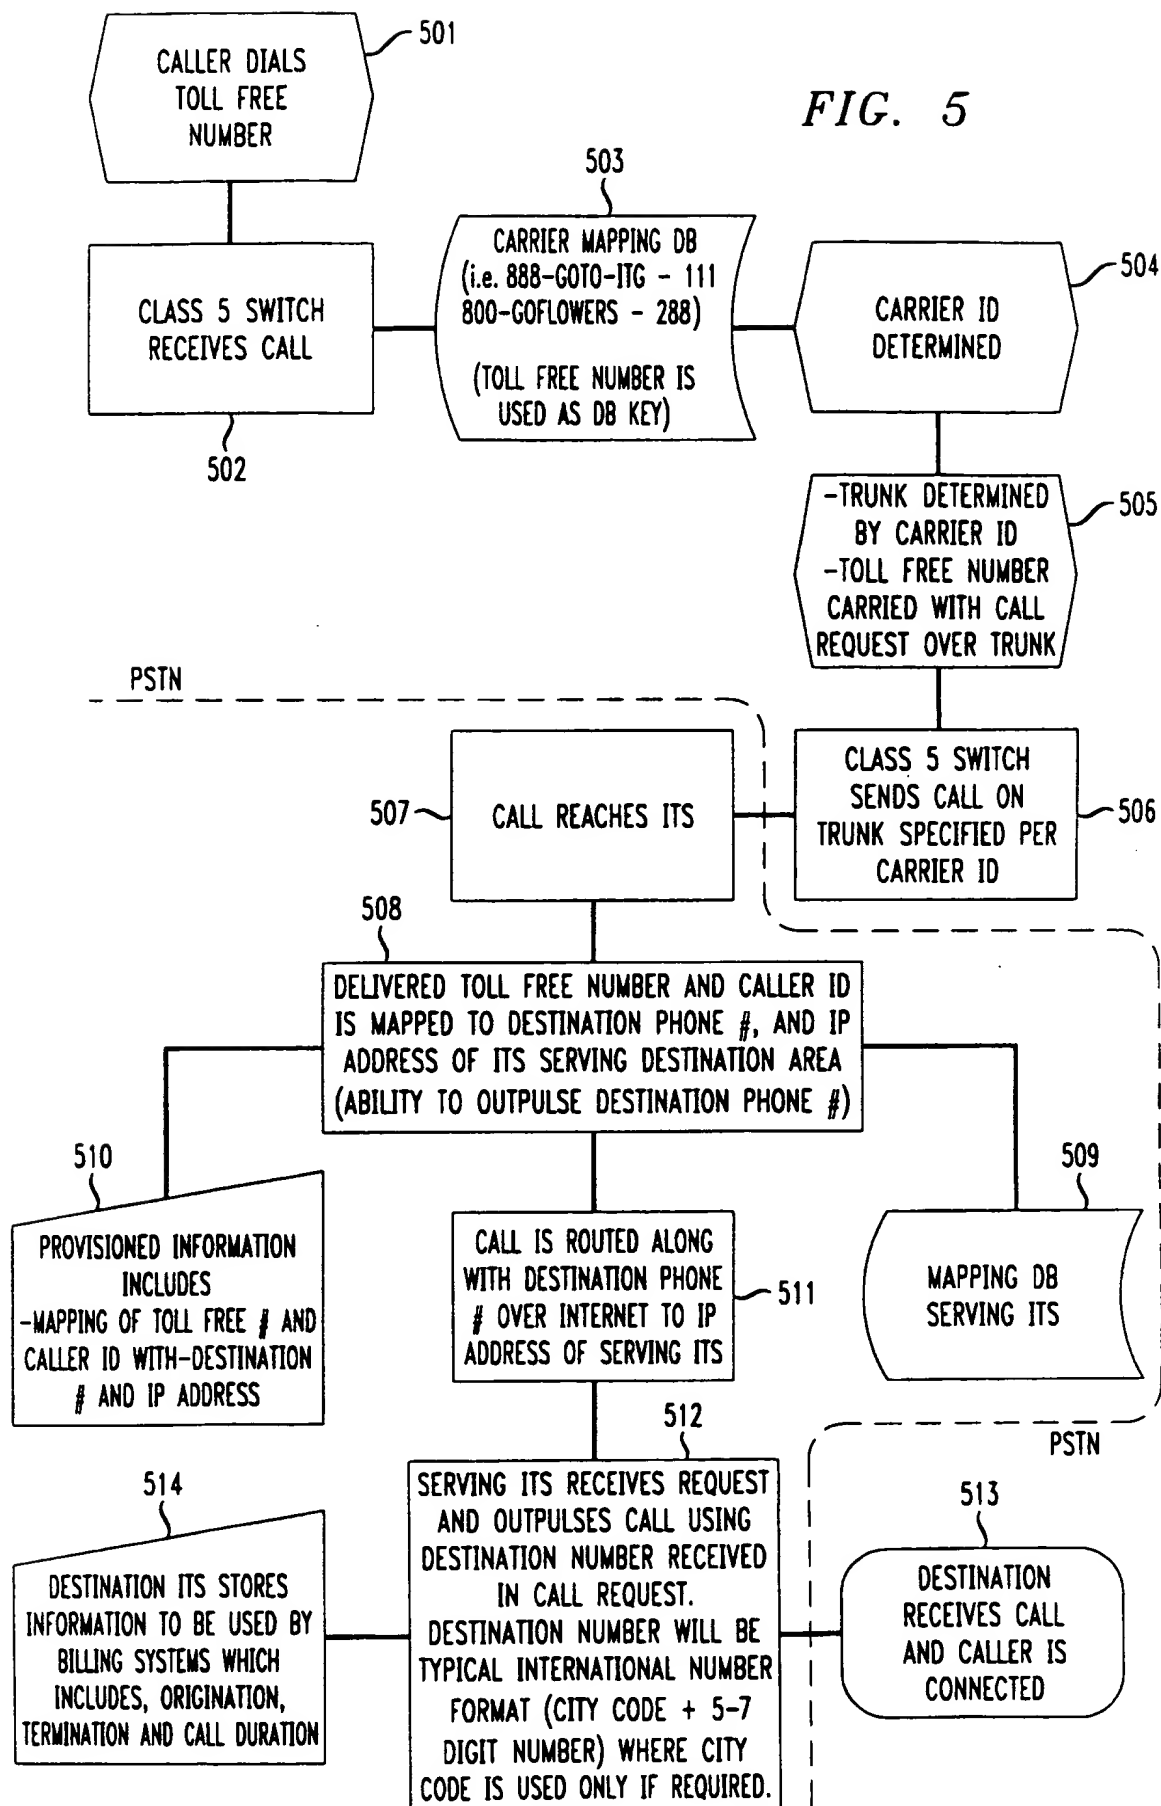 501
CALLER DIALS
TOLL FREE
NUMBER
FIG. 5
502
CLASS 5 SWITCH
RECEIVES CALL
503
CARRIER MAPPING DB
(i.e. 888-GOTO-ITG - 111
800-GOFLOWERS - 288)
(TOLL FREE NUMBER IS
USED AS DB KEY)
504
CARRIER ID
DETERMINED
505
-TRUNK DETERMINED
BY CARRIER ID
-TOLL FREE NUMBER
CARRIED WITH CALL
REQUEST OVER TRUNK
PSTN
506
CLASS 5 SWITCH
SENDS CALL ON
TRUNK SPECIFIED PER
CARRIER ID
507
CALL REACHES ITS
508
DELIVERED TOLL FREE NUMBER AND CALLER ID
IS MAPPED TO DESTINATION PHONE #, AND IP
ADDRESS OF ITS SERVING DESTINATION AREA
(ABILITY TO OUTPULSE DESTINATION PHONE #)
510
PROVISIONED INFORMATION
INCLUDES
-MAPPING OF TOLL FREE # AND
CALLER ID WITH-DESTINATION
# AND IP ADDRESS
511
CALL IS ROUTED ALONG
WITH DESTINATION PHONE
# OVER INTERNET TO IP
ADDRESS OF SERVING ITS
509
MAPPING DB
SERVING ITS
PSTN
512
SERVING ITS RECEIVES REQUEST
AND OUTPULSES CALL USING
DESTINATION NUMBER RECEIVED
IN CALL REQUEST.
DESTINATION NUMBER WILL BE
TYPICAL INTERNATIONAL NUMBER
FORMAT (CITY CODE + 5-7
DIGIT NUMBER) WHERE CITY
CODE IS USED ONLY IF REQUIRED.
514
DESTINATION ITS STORES
INFORMATION TO BE USED BY
BILLING SYSTEMS WHICH
INCLUDES, ORIGINATION,
TERMINATION AND CALL DURATION
513
DESTINATION
RECEIVES CALL
AND CALLER IS
CONNECTED